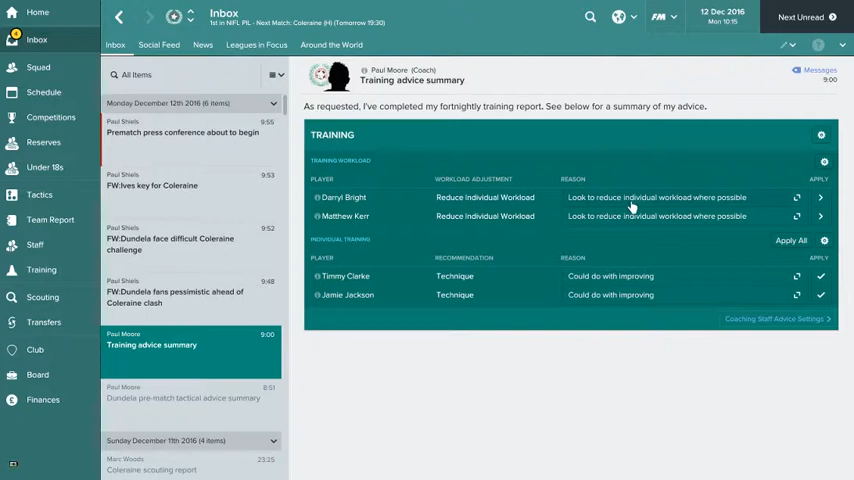 Home
4
Inbox
Squad
Schedule
Competitions
Reserves
Under 18s
Tactics
Team Report
Staff
Training
Scouting
Transfers
Club
Board
Finances
Inbox
1st in NIFL PIL - Next Match: Coleraine (H) (Tomorrow 19:30)
FM
12 Dec 2016
Mon 10:15
Next Unread
Inbox Social Feed News Leagues in Focus Around the World
?
All Items
Monday December 12th 2016 (6 items)
Paul Shiels 9:55
Prematch press conference about to begin
Paul Shiels 9:53
FW:Ives key for Coleraine
Paul Shiels 9:52
FW:Dundela face difficult Coleraine
challenge
Paul Shiels 9:48
FW:Dundela fans pessimistic ahead of
Coleraine clash
Paul Moore 9:00
Training advice summary
Paul Moore 8:51
Dundela pre-match tactical advice summary
Sunday December 11th 2016 (4 items)
Marc Woods 23:25
Coleraine scouting report
Paul Moore (Coach)
Training advice summary
Messages
9:00
As requested, I've completed my fortnightly training report. See below for a summary of my advice.
TRAINING
TRAINING WORKLOAD
PLAYER WORKLOAD ADJUSTMENT REASON APPLY
Darryl Bright Reduce Individual Workload Look to reduce individual workload where possible
Matthew Kerr Reduce Individual Workload Look to reduce individual workload where possible
INDIVIDUAL TRAINING Apply All
PLAYER RECOMMENDATION REASON APPLY
Timmy Clarke Technique Could do with improving
Jamie Jackson Technique Could do with improving
Coaching Staff Advice Settings >